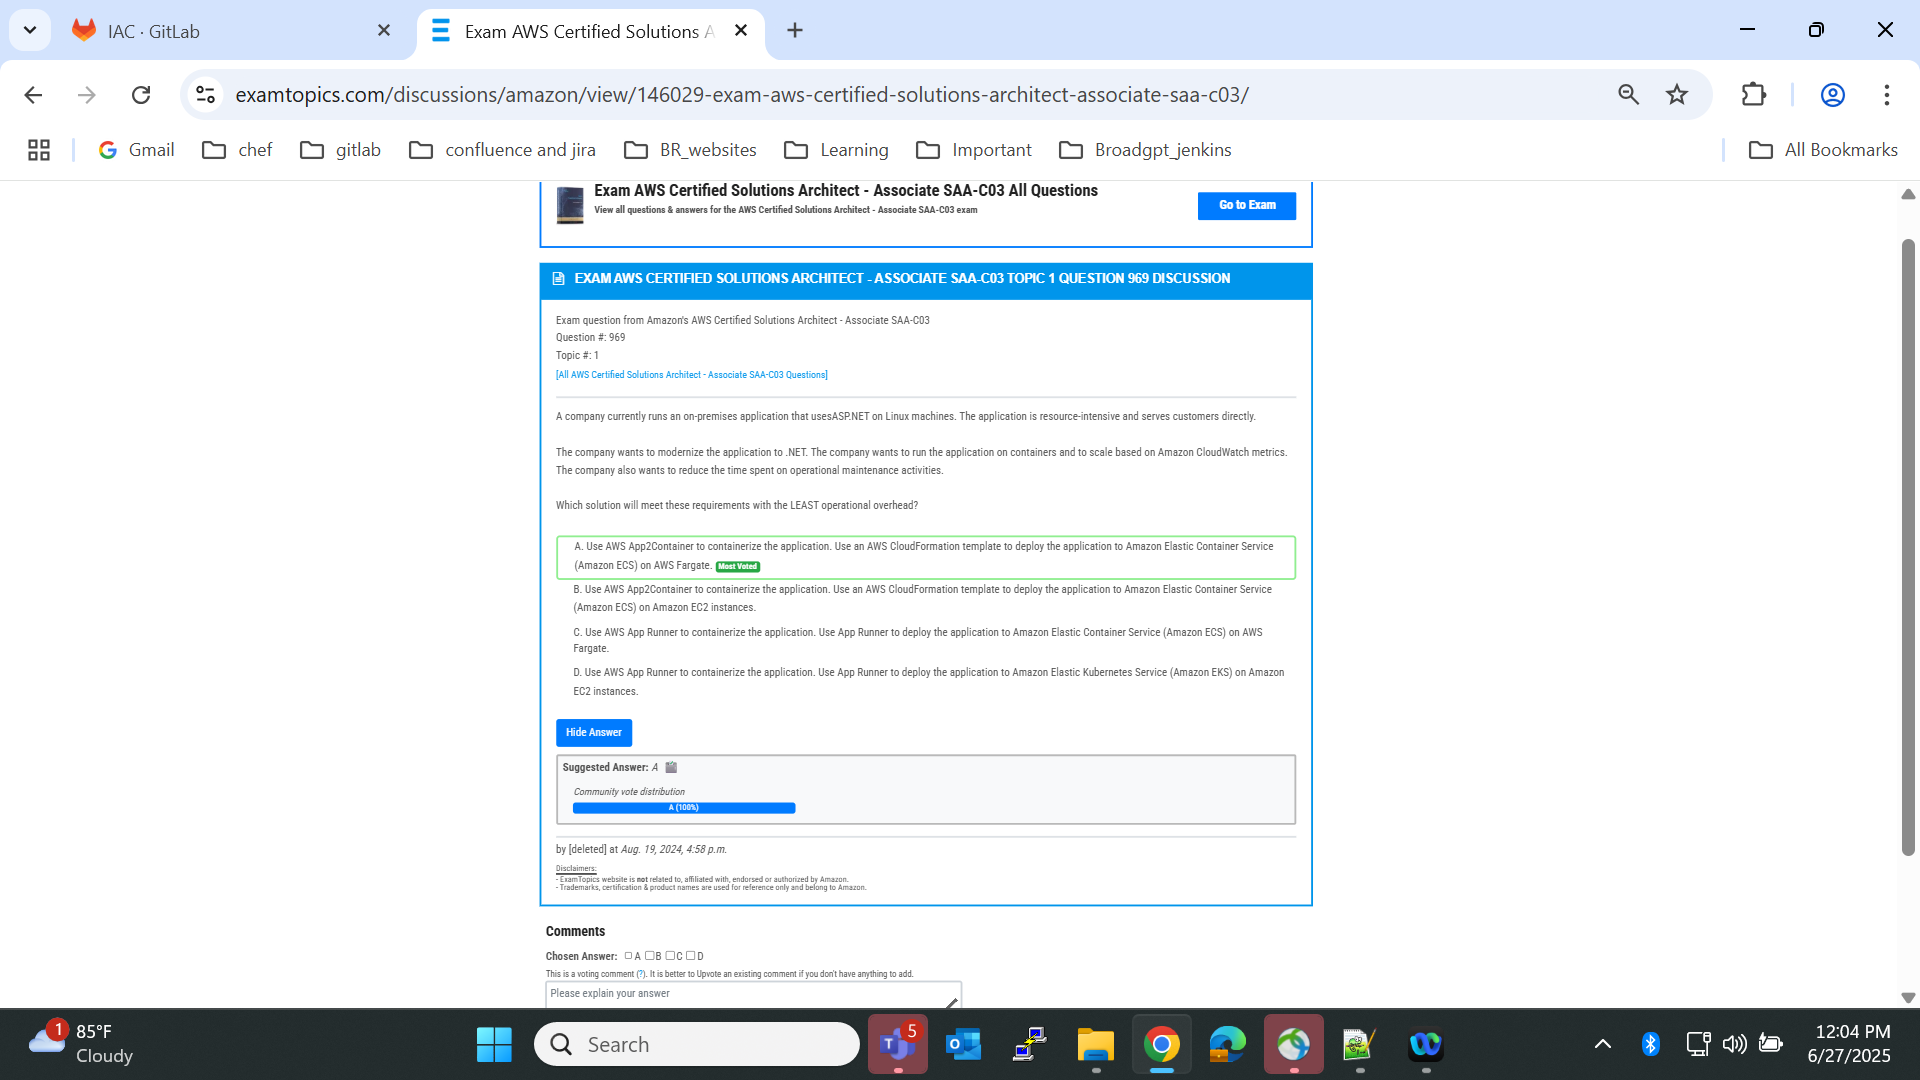 IAC · GitLab
Exam AWS Certified Solutions A
examtopics.com/discussions/amazon/view/146029-exam-aws-certified-solutions-architect-associate-saa-c03/
Gmail chef gitlab confluence and jira BR_websites Learning Important Broadgpt_jenkins All Bookmarks
Exam AWS Certified Solutions Architect - Associate SAA-C03 All Questions
View all questions & answers for the AWS Certified Solutions Architect - Associate SAA-C03 exam
Go to Exam
EXAM AWS CERTIFIED SOLUTIONS ARCHITECT - ASSOCIATE SAA-C03 TOPIC 1 QUESTION 969 DISCUSSION
Exam question from Amazon's AWS Certified Solutions Architect - Associate SAA-C03
Question #: 969
Topic #: 1
[All AWS Certified Solutions Architect - Associate SAA-C03 Questions]
A company currently runs an on-premises application that usesASP.NET on Linux machines. The application is resource-intensive and serves customers directly.
The company wants to modernize the application to .NET. The company wants to run the application on containers and to scale based on Amazon CloudWatch metrics.
The company also wants to reduce the time spent on operational maintenance activities.
Which solution will meet these requirements with the LEAST operational overhead?
A. Use AWS App2Container to containerize the application. Use an AWS CloudFormation template to deploy the application to Amazon Elastic Container Service
(Amazon ECS) on AWS Fargate. Most Voted
B. Use AWS App2Container to containerize the application. Use an AWS CloudFormation template to deploy the application to Amazon Elastic Container Service
(Amazon ECS) on Amazon EC2 instances.
C. Use AWS App Runner to containerize the application. Use App Runner to deploy the application to Amazon Elastic Container Service (Amazon ECS) on AWS
Fargate.
D. Use AWS App Runner to containerize the application. Use App Runner to deploy the application to Amazon Elastic Kubernetes Service (Amazon EKS) on Amazon
EC2 instances.
Hide Answer
Suggested Answer: A
Community vote distribution
A (100%)
by [deleted] at Aug. 19, 2024, 4:58 p.m.
Disclaimers:
- ExamTopics website is not related to, affiliated with, endorsed or authorized by Amazon.
- Trademarks, certification & product names are used for reference only and belong to Amazon.
Comments
Chosen Answer: A B C D
This is a voting comment (?). It is better to Upvote an existing comment if you don't have anything to add.
Please explain your answer
1
85°F
Cloudy
Search
5
12:04 PM
6/27/2025